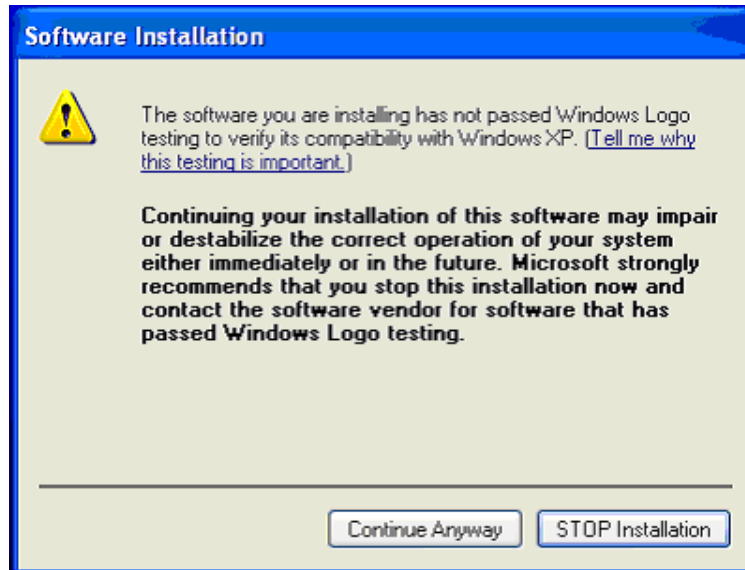 Software Installation
The software you are installing has not passed Windows Logo
testing to verify its compatibility with Windows XP. (Tell me why
this testing is important.)
Continuing your installation of this software may impair
or destabilize the correct operation of your system
either immediately or in the future. Microsoft strongly
recommends that you stop this installation now and
contact the software vendor for software that has
passed Windows Logo testing.
Continue Anyway
STOP Installation